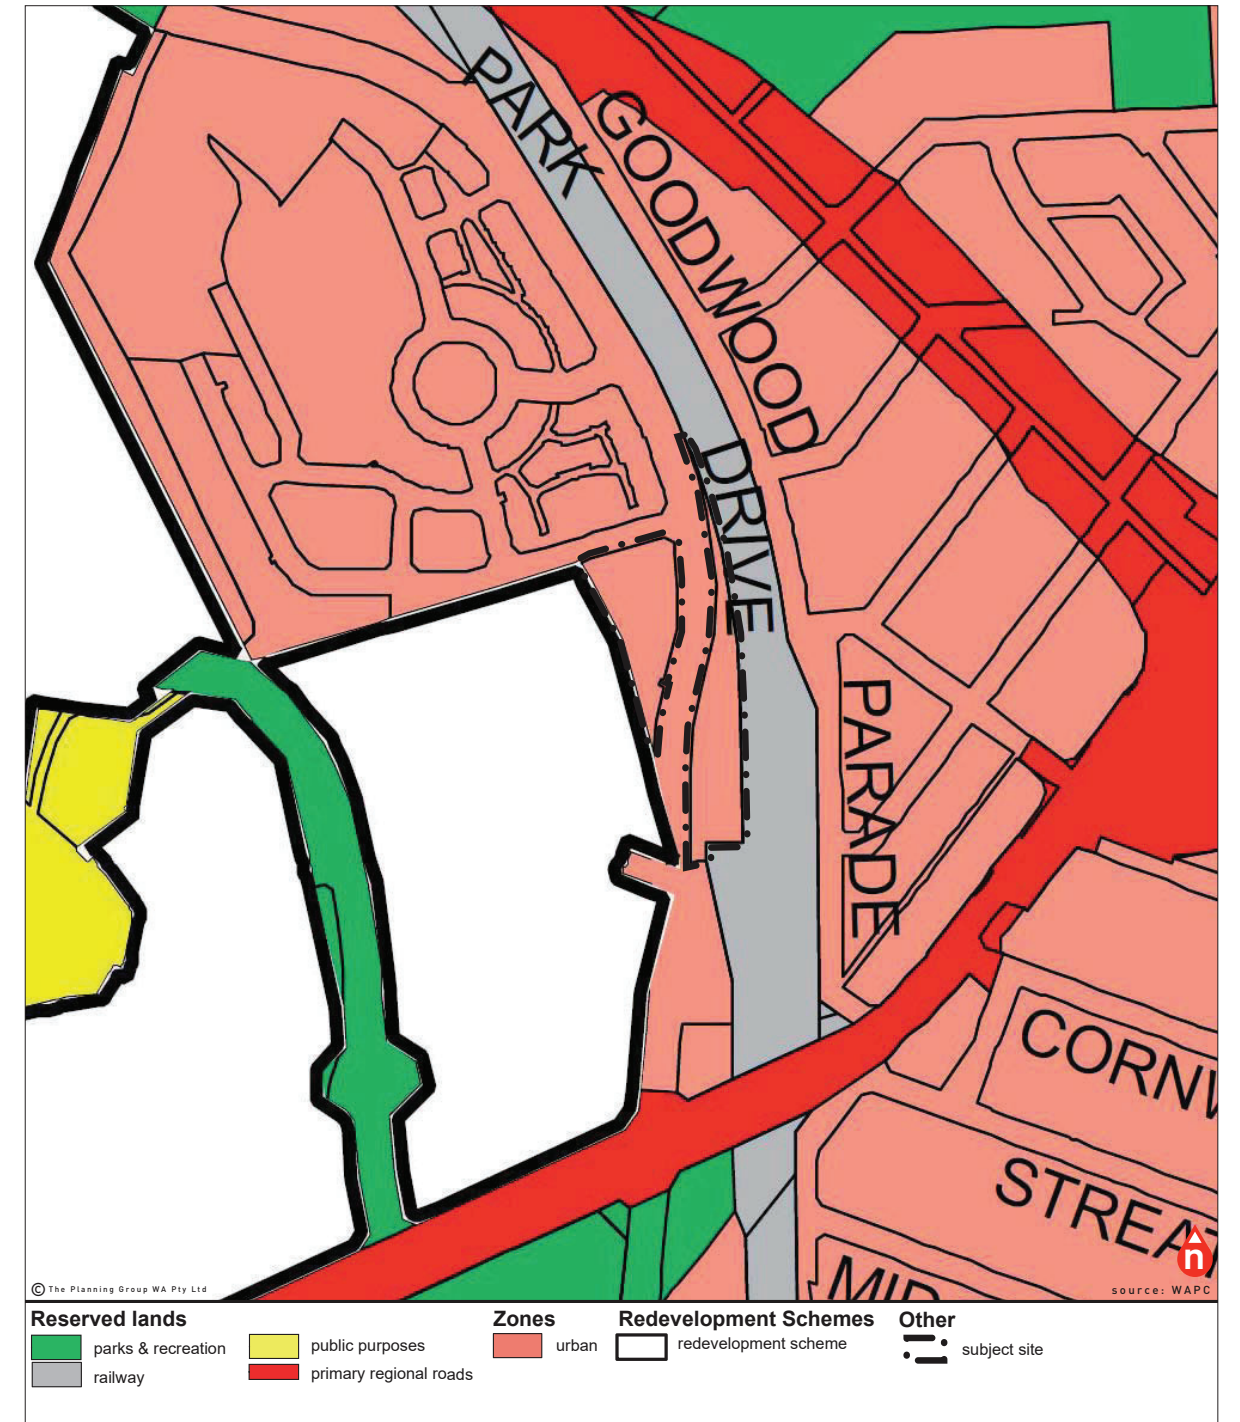 PARK
GOODWOOD
DRIVE
PARADE
CORNW
STREAT
MID
n
© The Planning Group WA Pty Ltd
source: WAPC
Reserved lands
parks & recreation
railway
public purposes
primary regional roads
Zones
urban
Redevelopment Schemes
redevelopment scheme
Other
subject site